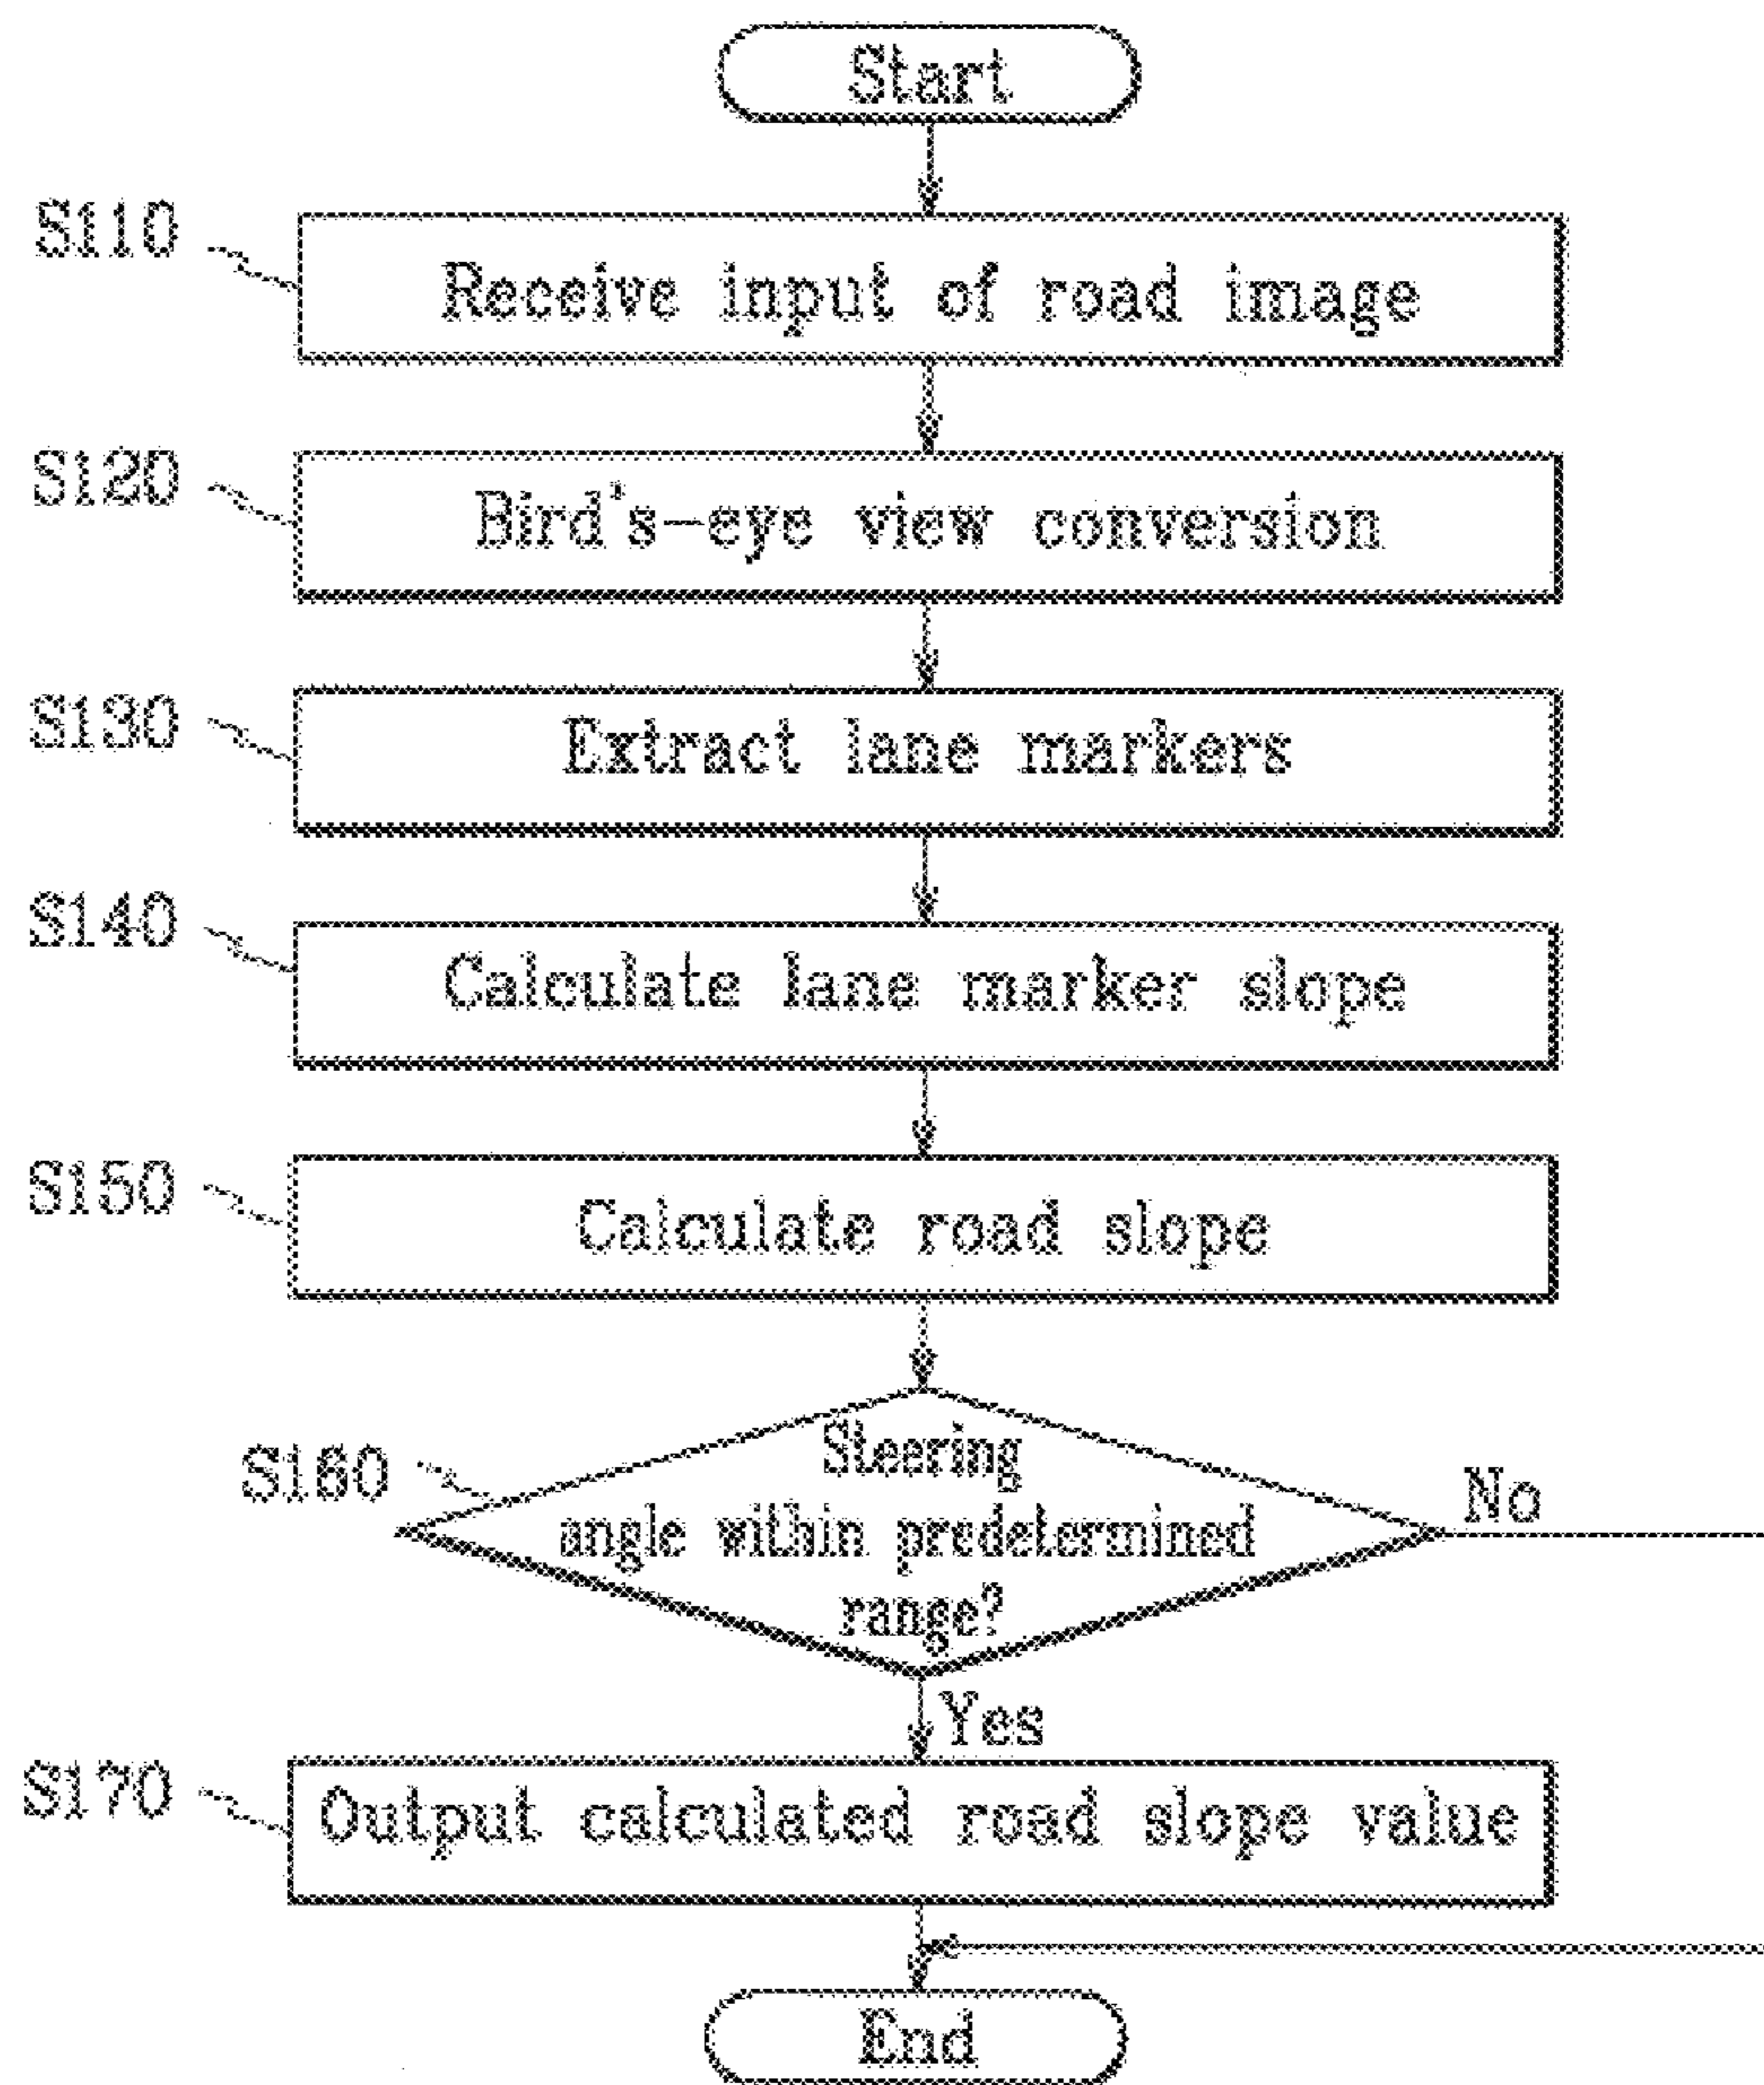 Start
S110
Receive input of road image
S120
Bird's-eye view conversion
S130
Extract lane markers
S140
Calculate lane marker slope
S150
Calculate road slope
S160
Steering
angle within predetermined
range?
No
Yes
S170
Output calculated road slope value
End